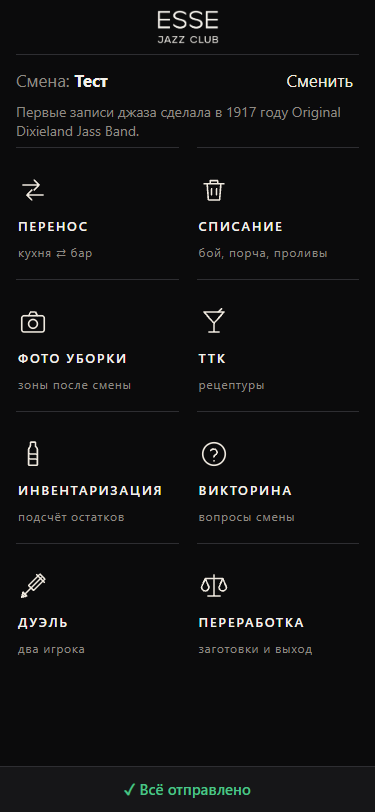 ESSE
JAZZ CLUB
Смена: Тест
Сменить
Первые записи джаза сделала в 1917 году Original
Dixieland Jass Band.
ПЕРЕНОС
кухня ⇄ бар
СПИСАНИЕ
бой, порча, проливы
ФОТО УБОРКИ
зоны после смены
ТТК
рецептуры
ИНВЕНТАРИЗАЦИЯ
подсчёт остатков
ВИКТОРИНА
вопросы смены
ДУЭЛЬ
два игрока
ПЕРЕРАБОТКА
заготовки и выход
✓ Всё отправлено